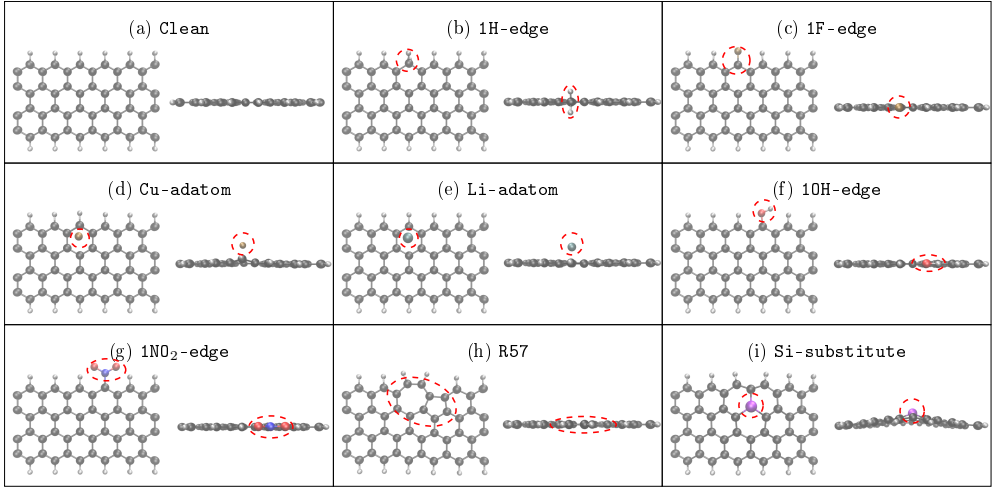 (a) Clean
(b) 1H-edge
(c) 1F-edge
(d) Cu-adatom
(e) Li-adatom
(f) 1OH-edge
(g) 1NO₂-edge
(h) R57
(i) Si-substitute